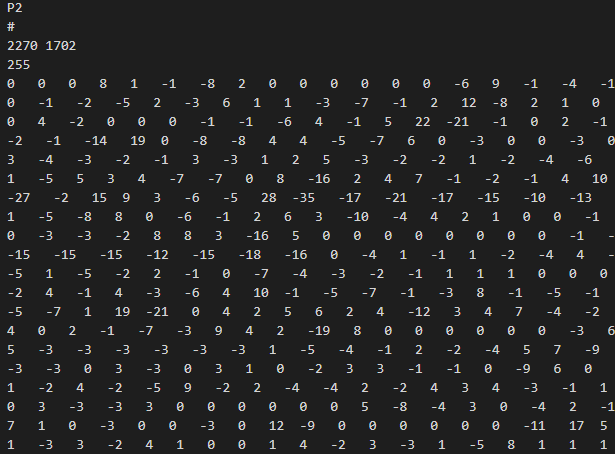 P2
#
2270 1702
255
0 0 0 8 1 -1 -8 2 0 0 0 0 0 0 -6 9 -1 -4 -1
0 -1 -2 -5 2 -3 6 1 1 -3 -7 -1 2 12 -8 2 1 0
0 4 -2 0 0 0 -1 -1 -6 4 -1 5 22 -21 -1 0 2 -1
-2 -1 -14 19 0 -8 -8 4 4 -5 -7 6 0 -3 0 0 -3 0
3 -4 -3 -2 -1 3 -3 1 2 5 -3 -2 -2 1 -2 -4 -6
1 -5 5 3 4 -7 -7 0 8 -16 2 4 7 -1 -2 -1 4 10
-27 -2 15 9 3 -6 -5 28 -35 -17 -21 -17 -15 -10 -13
1 -5 -8 8 0 -6 -1 2 6 3 -10 -4 4 2 1 0 0 -1
0 -3 -3 -2 8 8 3 -16 5 0 0 0 0 0 0 0 0 -1 -
-15 -15 -15 -12 -15 -18 -16 0 -4 1 -1 1 -2 -4 4 -
-5 1 -5 -2 2 -1 0 -7 -4 -3 -2 -1 1 1 1 0 0 0
-2 4 -1 4 -3 -6 4 10 -1 -5 -7 -1 -3 8 -1 -5 -1
-5 -7 1 19 -21 0 4 2 5 6 2 4 -12 3 4 7 -4 -2
4 0 2 -1 -7 -3 9 4 2 -19 8 0 0 0 0 0 0 -3 6
5 -3 -3 -3 -3 -3 -3 1 -5 -4 -1 2 -2 -4 5 7 -9
-3 -3 0 3 -3 0 3 1 0 -2 3 3 -1 -1 0 -9 6 0
1 -2 4 -2 -5 9 -2 2 -4 -4 2 -2 4 3 4 -3 -1 1
0 3 -3 -3 3 0 0 0 0 0 0 5 -8 -4 3 0 -4 2 -1
7 1 0 -3 0 0 -3 0 12 -9 0 0 0 0 0 0 -11 17 5
1 -3 3 -2 4 1 0 0 1 4 -2 3 -3 1 -5 8 1 1 1